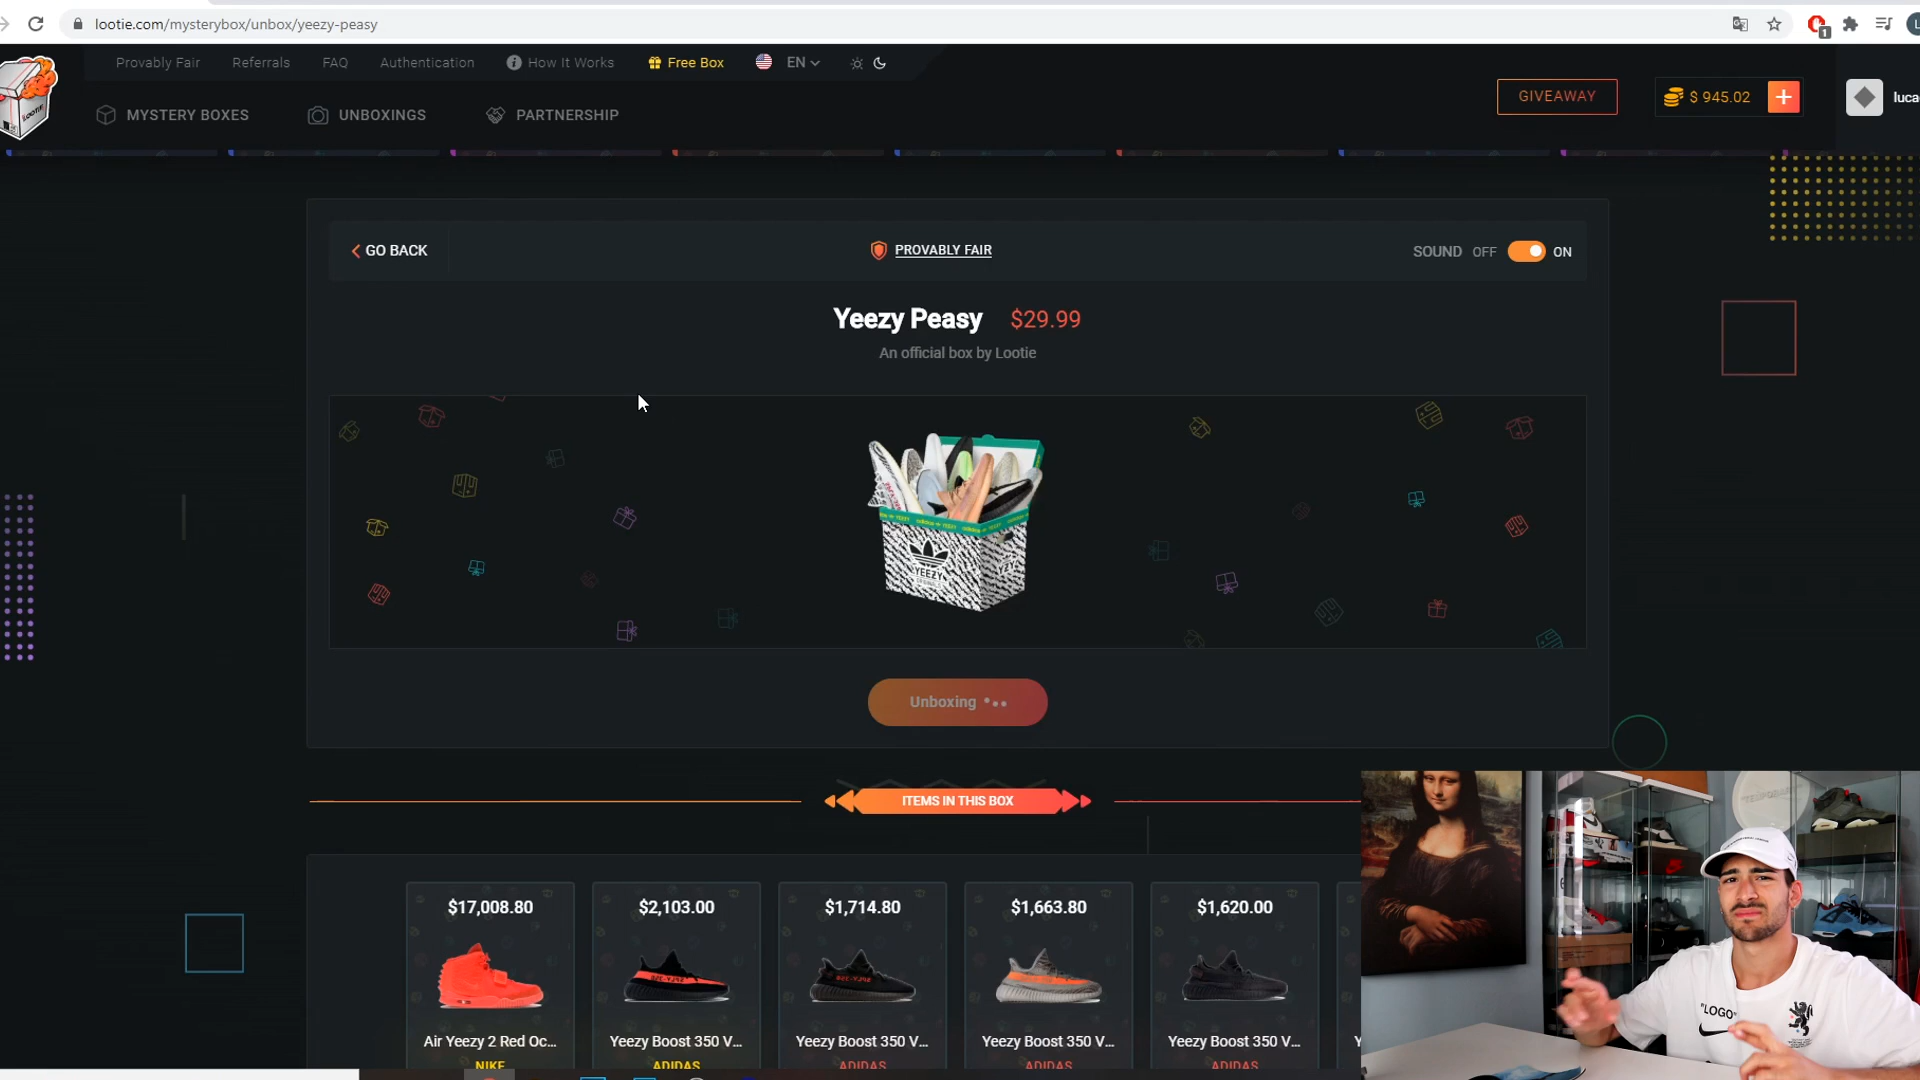 lootie.com/mysterybox/unbox/yeezy-peasy
1
L
Provably Fair Referrals FAQ Authentication How It Works Free Box EN
MYSTERY BOXES UNBOXINGS PARTNERSHIP
GIVEAWAY $ 945.02 + luca
LOOTIE
GO BACK PROVABLY FAIR SOUND OFF ON
Yeezy Peasy $29.99
An official box by Lootie
YEEZY
Unboxing
ITEMS IN THIS BOX
$17,008.80 $2,103.00 $1,714.80 $1,663.80 $1,620.00
Air Yeezy 2 Red Oc... Yeezy Boost 350 V... Yeezy Boost 350 V... Yeezy Boost 350 V... Yeezy Boost 350 V... Y
NIKE ADIDAS ADIDAS ADIDAS ADIDAS
"LOGO"